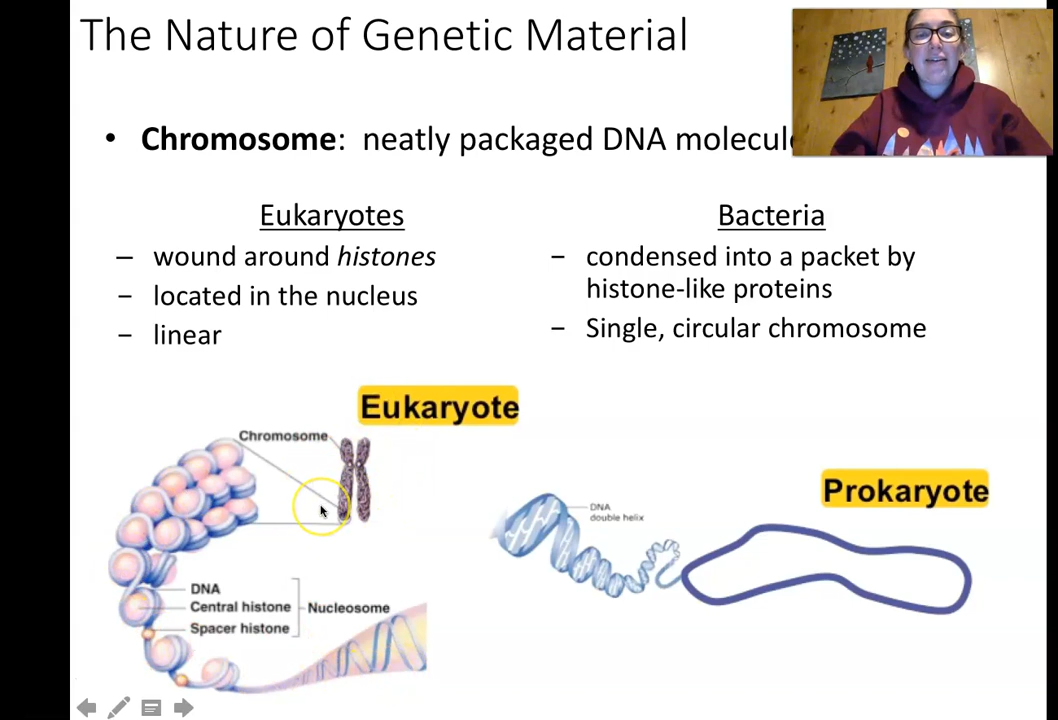 The Nature of Genetic Material
• Chromosome: neatly packaged DNA
Eukaryotes
– wound around histones
– located in the nucleus
– linear
Bacteria
– condensed into a packet by
histone-like proteins
– Single, circular chromosome
Eukaryote
Chromosome
DNA
Central histone
Spacer histone
Nucleosome
Prokaryote
DNA
double helix